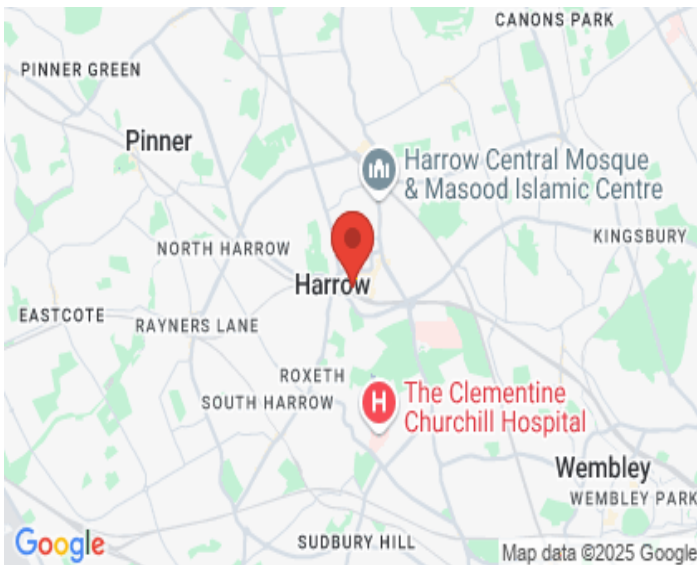 CANONS PARK
PINNER GREEN
Pinner
Harrow Central Mosque
& Masood Islamic Centre
KINGSBURY
NORTH HARROW
Harrow
EASTCOTE
RAYNERS LANE
ROXETH
SOUTH HARROW
H
The Clementine
Churchill Hospital
Wembley
WEMBLEY PARK
SUDBURY HILL
Google
Map data ©2025 Google